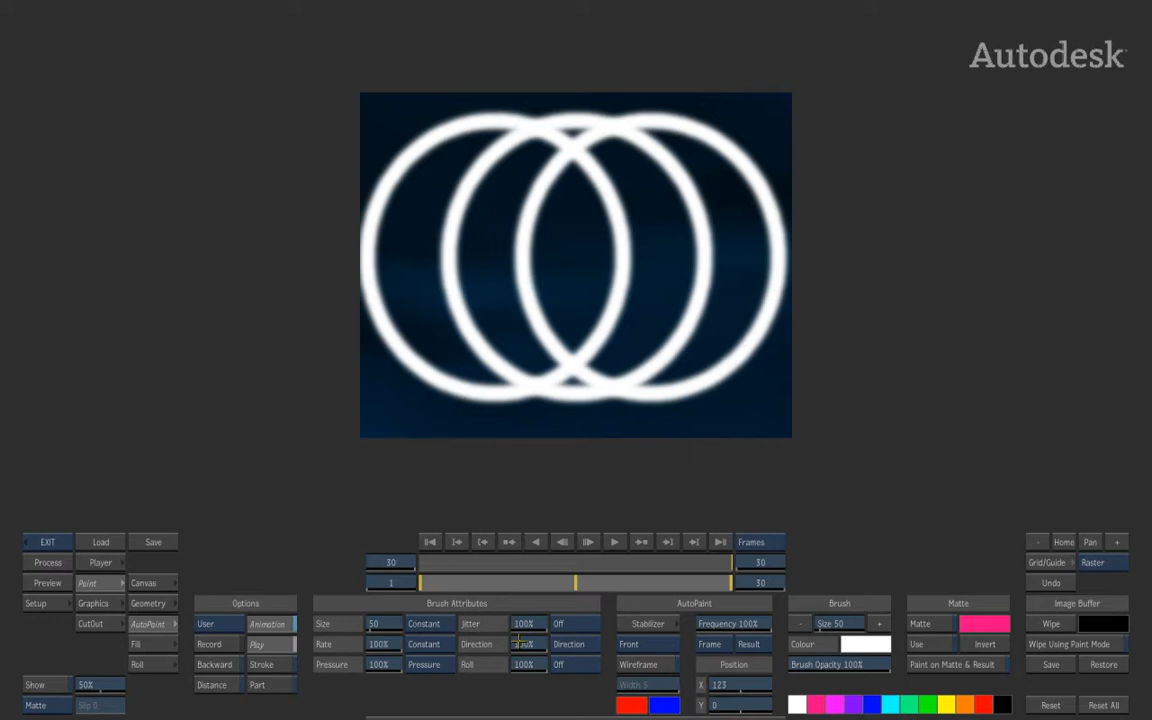 Autodesk
EXIT Load Save Frames - Home Pan +
Process Player 30 30 Grid/Guide Raster
Preview Paint Canvas 1 30 Undo
Setup Graphics Geometry Options Brush Attributes AutoPaint Brush Matte Image Buffer
CutOut AutoPaint User Animation Size 50 Constant Jitter 100% Off Stabilizer Frequency 100% - Size 50 + Matte Wipe
Fill Record Play Rate 100% Constant Direction Direction Front Frame Result Colour Use Invert Wipe Using Paint Mode
Roll Backward Stroke Pressure 100% Pressure Roll 100% Off Wireframe Position Brush Opacity 100% Paint on Matte & Result Save Restore
Show 50% Distance Part Width 5 X 123
Matte Slip 0 Y 0 Reset Reset All